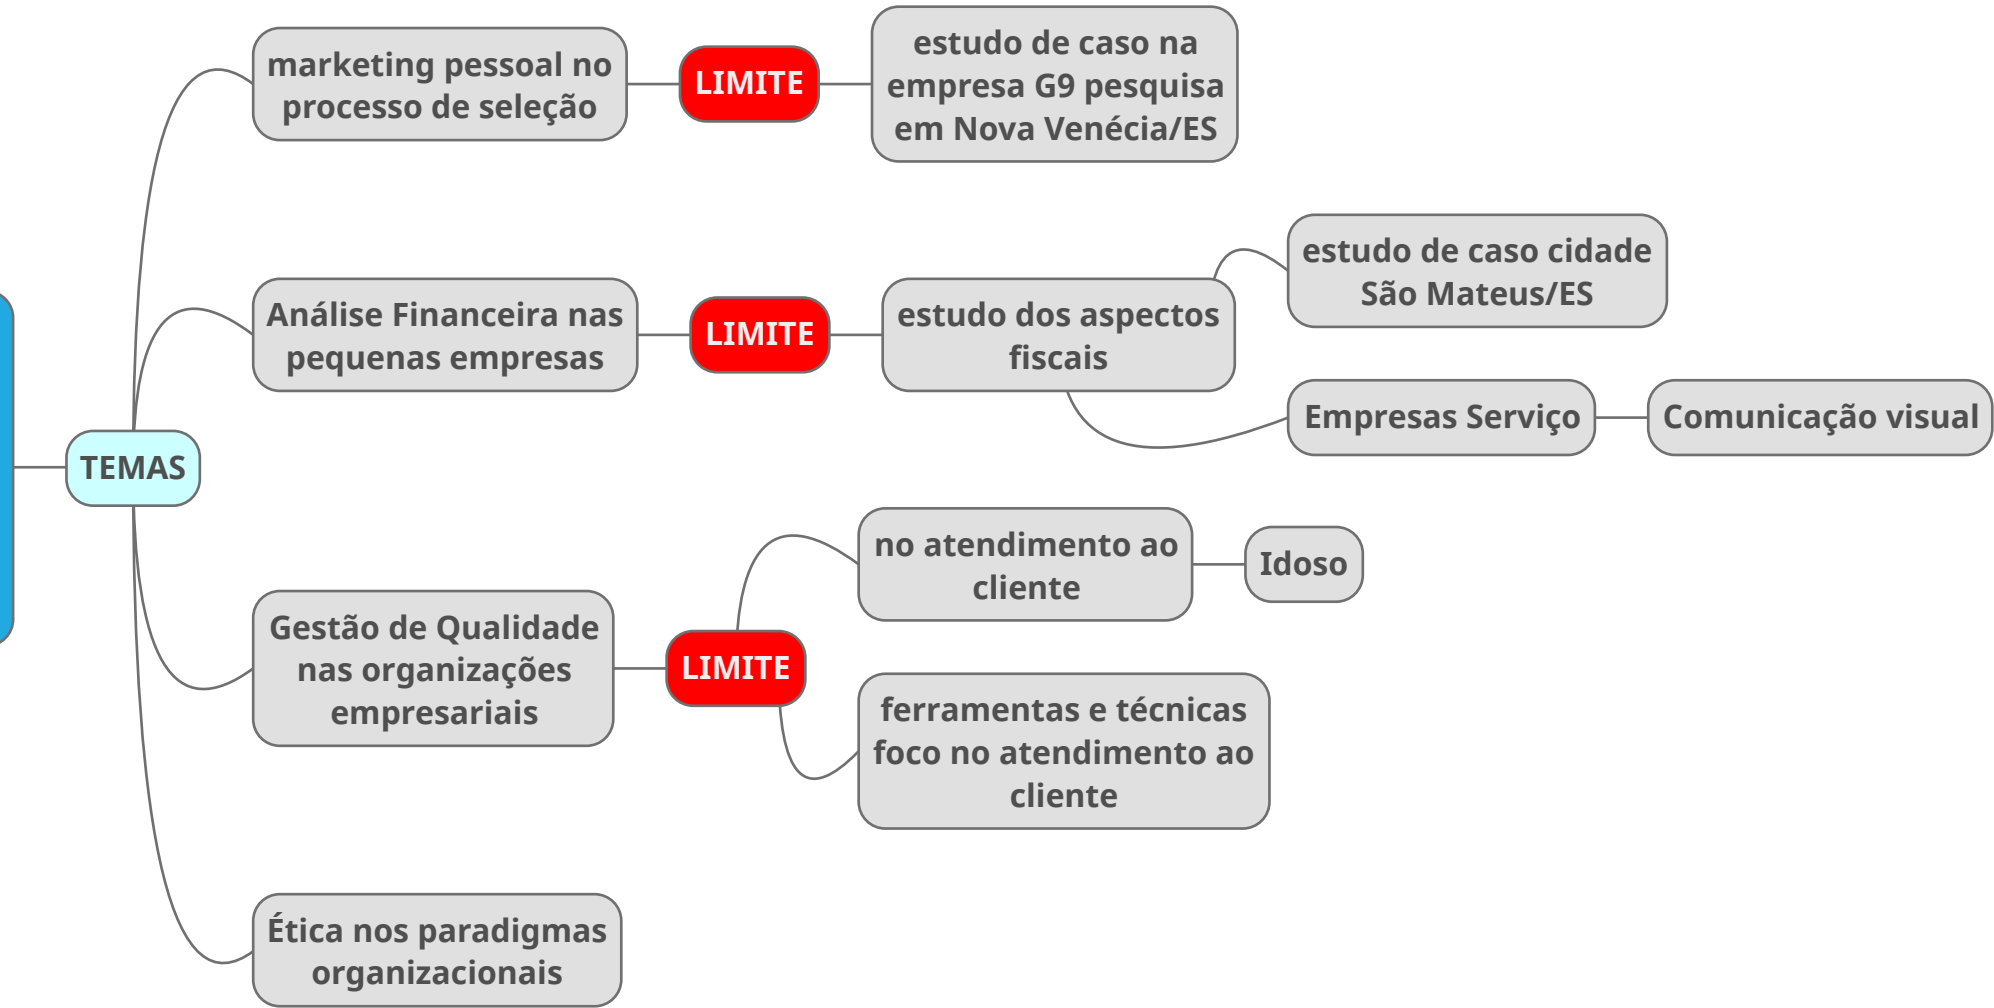 marketing pessoal no
processo de seleção
LIMITE
estudo de caso na
empresa G9 pesquisa
em Nova Venécia/ES
Análise Financeira nas
pequenas empresas
LIMITE
estudo dos aspectos
fiscais
estudo de caso cidade
São Mateus/ES
Empresas Serviço
Comunicação visual
TEMAS
Gestão de Qualidade
nas organizações
empresariais
LIMITE
no atendimento ao
cliente
Idoso
ferramentas e técnicas
foco no atendimento ao
cliente
Ética nos paradigmas
organizacionais